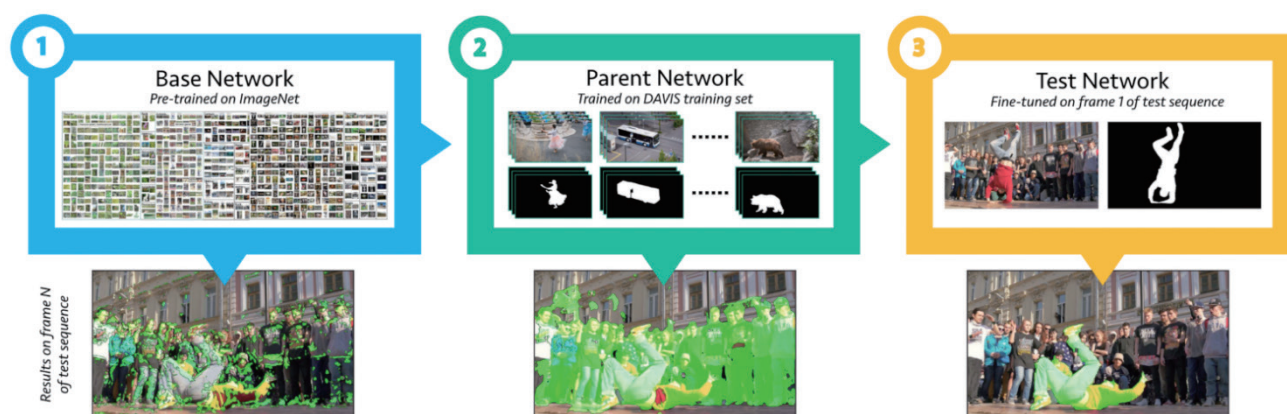 1
Base Network
Pre-trained on ImageNet
2
Parent Network
Trained on DAVIS training set
3
Test Network
Fine-tuned on frame 1 of test sequence
Results on frame N
of test sequence